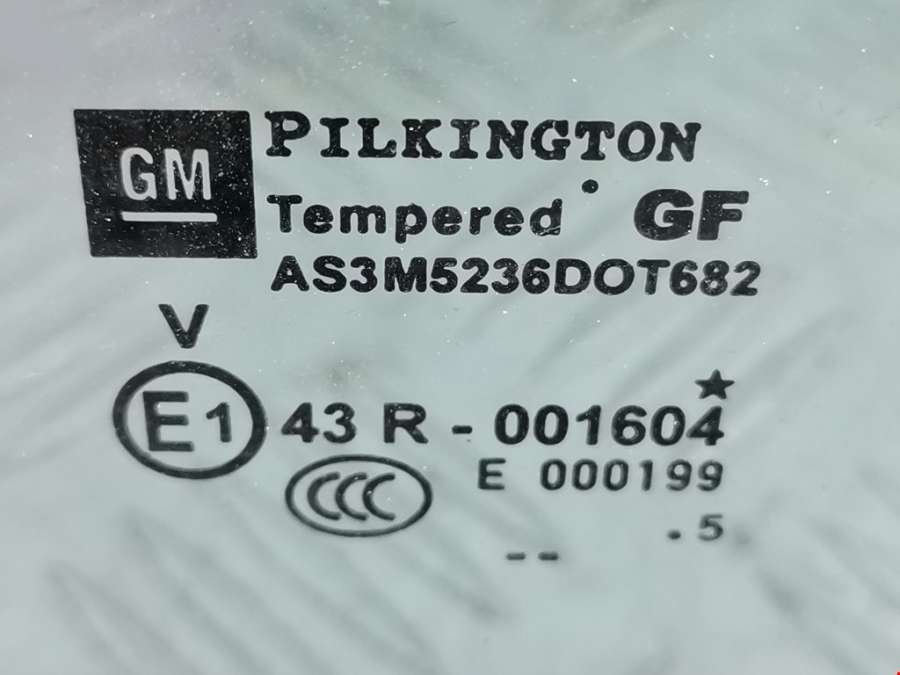 GM
PILKINGTON
Tempered GF
AS3M5236DOT682
V
E1 43 R - 001604
CCC
E 000199
. 5
--